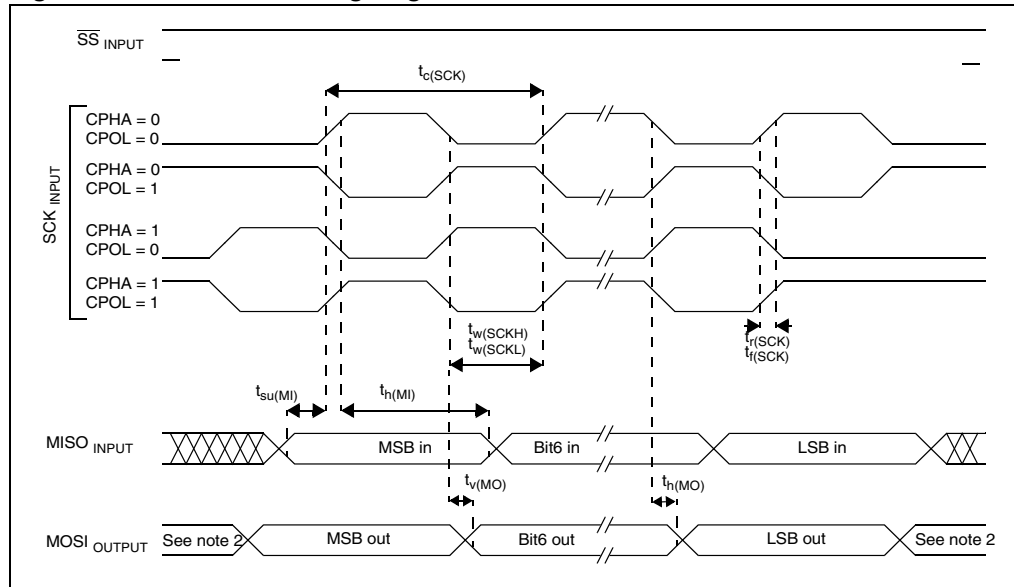 SS INPUT
tc(SCK)
SCK INPUT
CPHA = 0
CPOL = 0
CPHA = 0
CPOL = 1
CPHA = 1
CPOL = 0
CPHA = 1
CPOL = 1
tw(SCKH)
tw(SCKL)
tr(SCK)
tf(SCK)
tsu(MI)
th(MI)
MISO INPUT
MSB in
Bit6 in
LSB in
tv(MO)
th(MO)
MOSI OUTPUT
See note 2
MSB out
Bit6 out
LSB out
See note 2